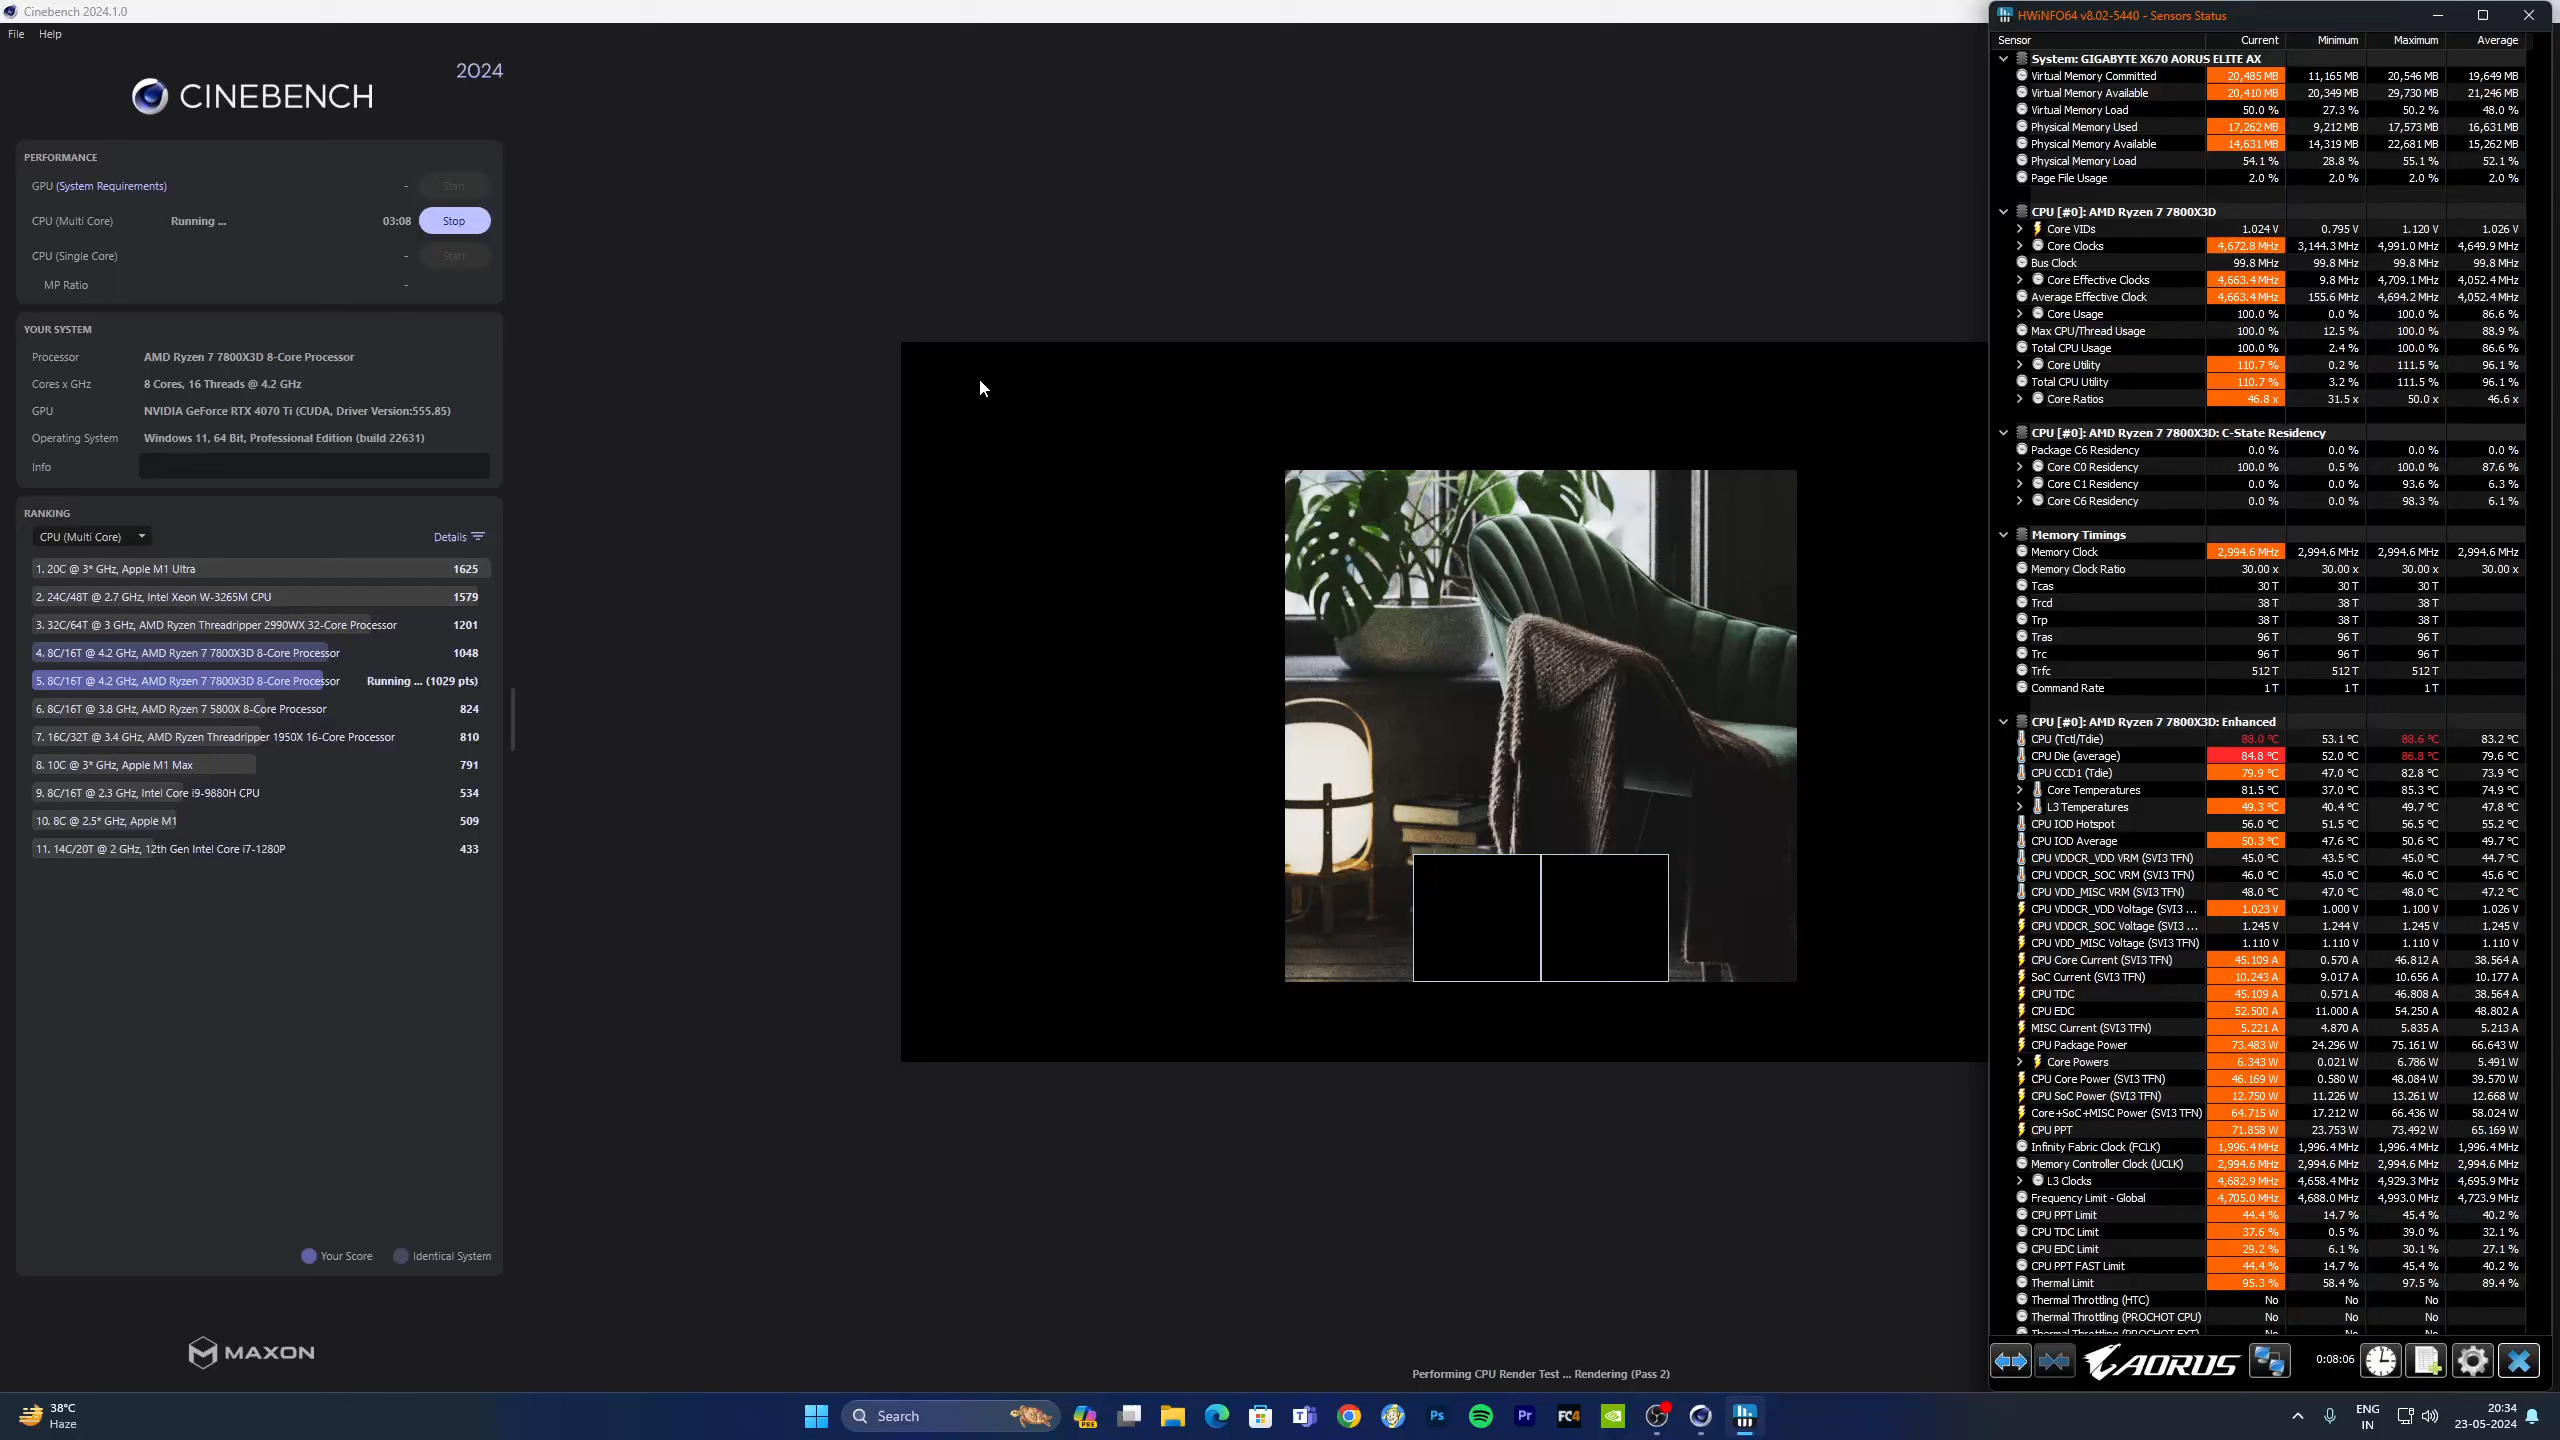 Cinebench 2024.1.0
File Help
2024
CINEBENCH
PERFORMANCE
GPU (System Requirements) - Start
CPU (Multi Core) Running ... 03:08 Stop
CPU (Single Core) - Start
MP Ratio -
YOUR SYSTEM
Processor AMD Ryzen 7 7800X3D 8-Core Processor
Cores x GHz 8 Cores, 16 Threads @ 4.2 GHz
GPU NVIDIA GeForce RTX 4070 Ti (CUDA, Driver Version:555.85)
Operating System Windows 11, 64 Bit, Professional Edition (build 22631)
Info
RANKING
CPU (Multi Core) Details
1. 20C @ 3* GHz, Apple M1 Ultra 1625
2. 24C/48T @ 2.7 GHz, Intel Xeon W-3265M CPU 1579
3. 32C/64T @ 3 GHz, AMD Ryzen Threadripper 2990WX 32-Core Processor 1201
4. 8C/16T @ 4.2 GHz, AMD Ryzen 7 7800X3D 8-Core Processor 1048
5. 8C/16T @ 4.2 GHz, AMD Ryzen 7 7800X3D 8-Core Processor Running ... (1029 pts)
6. 8C/16T @ 3.8 GHz, AMD Ryzen 7 5800X 8-Core Processor 824
7. 16C/32T @ 3.4 GHz, AMD Ryzen Threadripper 1950X 16-Core Processor 810
8. 10C @ 3* GHz, Apple M1 Max 791
9. 8C/16T @ 2.3 GHz, Intel Core i9-9880H CPU 534
10. 8C @ 2.5* GHz, Apple M1 509
11. 14C/20T @ 2 GHz, 12th Gen Intel Core i7-1280P 433
Your Score Identical System
MAXON
Performing CPU Render Test ... Rendering (Pass 2)
HWiNFO64 v8.02-5440 - Sensors Status
Sensor Current Minimum Maximum Average
System: GIGABYTE X670 AORUS ELITE AX
Virtual Memory Committed 20,485 MB 11,165 MB 20,546 MB 19,649 MB
Virtual Memory Available 20,410 MB 20,349 MB 29,730 MB 21,246 MB
Virtual Memory Load 50.0 % 27.3 % 50.2 % 48.0 %
Physical Memory Used 17,262 MB 9,212 MB 17,573 MB 16,631 MB
Physical Memory Available 14,631 MB 14,319 MB 22,681 MB 15,262 MB
Physical Memory Load 54.1 % 28.8 % 55.1 % 52.1 %
Page File Usage 2.0 % 2.0 % 2.0 % 2.0 %
CPU [#0]: AMD Ryzen 7 7800X3D
Core VIDs 1.024 V 0.795 V 1.120 V 1.026 V
Core Clocks 4,672.8 MHz 3,144.3 MHz 4,991.0 MHz 4,649.9 MHz
Bus Clock 99.8 MHz 99.8 MHz 99.8 MHz 99.8 MHz
Core Effective Clocks 4,663.4 MHz 9.8 MHz 4,709.1 MHz 4,052.4 MHz
Average Effective Clock 4,663.4 MHz 155.6 MHz 4,694.2 MHz 4,052.4 MHz
Core Usage 100.0 % 0.0 % 100.0 % 86.6 %
Max CPU/Thread Usage 100.0 % 12.5 % 100.0 % 88.9 %
Total CPU Usage 100.0 % 2.4 % 100.0 % 86.6 %
Core Utility 110.7 % 0.2 % 111.5 % 96.1 %
Total CPU Utility 110.7 % 3.2 % 111.5 % 96.1 %
Core Ratios 46.8 x 31.5 x 50.0 x 46.6 x
CPU [#0]: AMD Ryzen 7 7800X3D: C-State Residency
Package C6 Residency 0.0 % 0.0 % 0.0 % 0.0 %
Core C0 Residency 100.0 % 0.5 % 100.0 % 87.6 %
Core C1 Residency 0.0 % 0.0 % 93.6 % 6.3 %
Core C6 Residency 0.0 % 0.0 % 98.3 % 6.1 %
Memory Timings
Memory Clock 2,994.6 MHz 2,994.6 MHz 2,994.6 MHz 2,994.6 MHz
Memory Clock Ratio 30.00 x 30.00 x 30.00 x 30.00 x
Tcas 30 T 30 T 30 T
Trcd 38 T 38 T 38 T
Trp 38 T 38 T 38 T
Tras 96 T 96 T 96 T
Trc 96 T 96 T 96 T
Trfc 512 T 512 T 512 T
Command Rate 1 T 1 T 1 T
CPU [#0]: AMD Ryzen 7 7800X3D: Enhanced
CPU (Tctl/Tdie) 88.0 °C 53.1 °C 88.6 °C 83.2 °C
CPU Die (average) 84.8 °C 52.0 °C 86.8 °C 79.6 °C
CPU CCD1 (Tdie) 79.9 °C 47.0 °C 82.8 °C 73.9 °C
Core Temperatures 81.5 °C 37.0 °C 85.3 °C 74.9 °C
L3 Temperatures 49.3 °C 40.4 °C 49.7 °C 47.8 °C
CPU IOD Hotspot 56.0 °C 51.5 °C 56.5 °C 55.2 °C
CPU IOD Average 50.3 °C 47.6 °C 50.6 °C 49.7 °C
CPU VDDCR_VDD VRM (SVI3 TFN) 45.0 °C 43.5 °C 45.0 °C 44.7 °C
CPU VDDCR_SOC VRM (SVI3 TFN) 46.0 °C 45.0 °C 46.0 °C 45.6 °C
CPU VDD_MISC VRM (SVI3 TFN) 48.0 °C 47.0 °C 48.0 °C 47.2 °C
CPU VDDCR_VDD Voltage (SVI3 ... 1.023 V 1.000 V 1.100 V 1.026 V
CPU VDDCR_SOC Voltage (SVI3 ... 1.245 V 1.244 V 1.245 V 1.245 V
CPU VDD_MISC Voltage (SVI3 TFN) 1.110 V 1.110 V 1.110 V 1.110 V
CPU Core Current (SVI3 TFN) 45.109 A 0.570 A 46.812 A 38.564 A
SoC Current (SVI3 TFN) 10.243 A 9.017 A 10.656 A 10.177 A
CPU TDC 45.109 A 0.571 A 46.808 A 38.564 A
CPU EDC 52.500 A 11.000 A 54.250 A 48.802 A
MISC Current (SVI3 TFN) 5.221 A 4.870 A 5.835 A 5.213 A
CPU Package Power 73.483 W 24.296 W 75.161 W 66.643 W
Core Powers 6.343 W 0.021 W 6.786 W 5.491 W
CPU Core Power (SVI3 TFN) 46.169 W 0.580 W 48.084 W 39.570 W
CPU SoC Power (SVI3 TFN) 12.750 W 11.226 W 13.261 W 12.668 W
Core+SoC+MISC Power (SVI3 TFN) 64.715 W 17.212 W 66.436 W 58.024 W
CPU PPT 71.858 W 23.753 W 73.492 W 65.169 W
Infinity Fabric Clock (FCLK) 1,996.4 MHz 1,996.4 MHz 1,996.4 MHz 1,996.4 MHz
Memory Controller Clock (UCLK) 2,994.6 MHz 2,994.6 MHz 2,994.6 MHz 2,994.6 MHz
L3 Clocks 4,682.9 MHz 4,658.4 MHz 4,929.3 MHz 4,695.9 MHz
Frequency Limit - Global 4,705.0 MHz 4,688.0 MHz 4,993.0 MHz 4,723.9 MHz
CPU PPT Limit 44.4 % 14.7 % 45.4 % 40.2 %
CPU TDC Limit 37.6 % 0.5 % 39.0 % 32.1 %
CPU EDC Limit 29.2 % 6.1 % 30.1 % 27.1 %
CPU PPT FAST Limit 44.4 % 14.7 % 45.4 % 40.2 %
Thermal Limit 95.3 % 58.4 % 97.5 % 89.4 %
Thermal Throttling (HTC) No No No
Thermal Throttling (PROCHOT CPU) No No No
Thermal Throttling (PROCHOT EXT) No No No
AORUS 0:08:06
38°C
Haze
Search
PRE
Ps
Pr
FC4
ENG
IN
20:34
23-05-2024